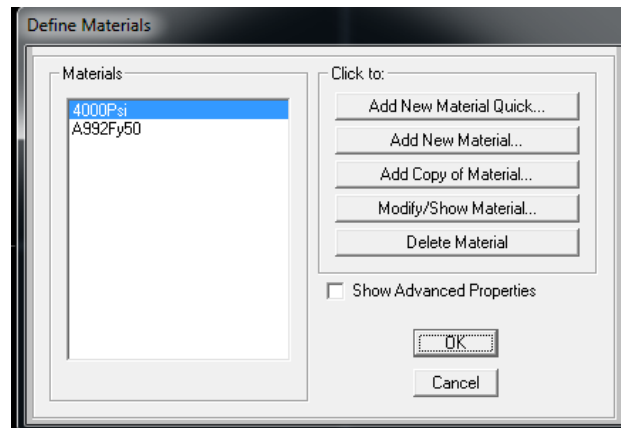 Define Materials
Materials
4000Psi
A992Fy50
Click to:
Add New Material Quick...
Add New Material...
Add Copy of Material...
Modify/Show Material...
Delete Material
Show Advanced Properties
OK
Cancel